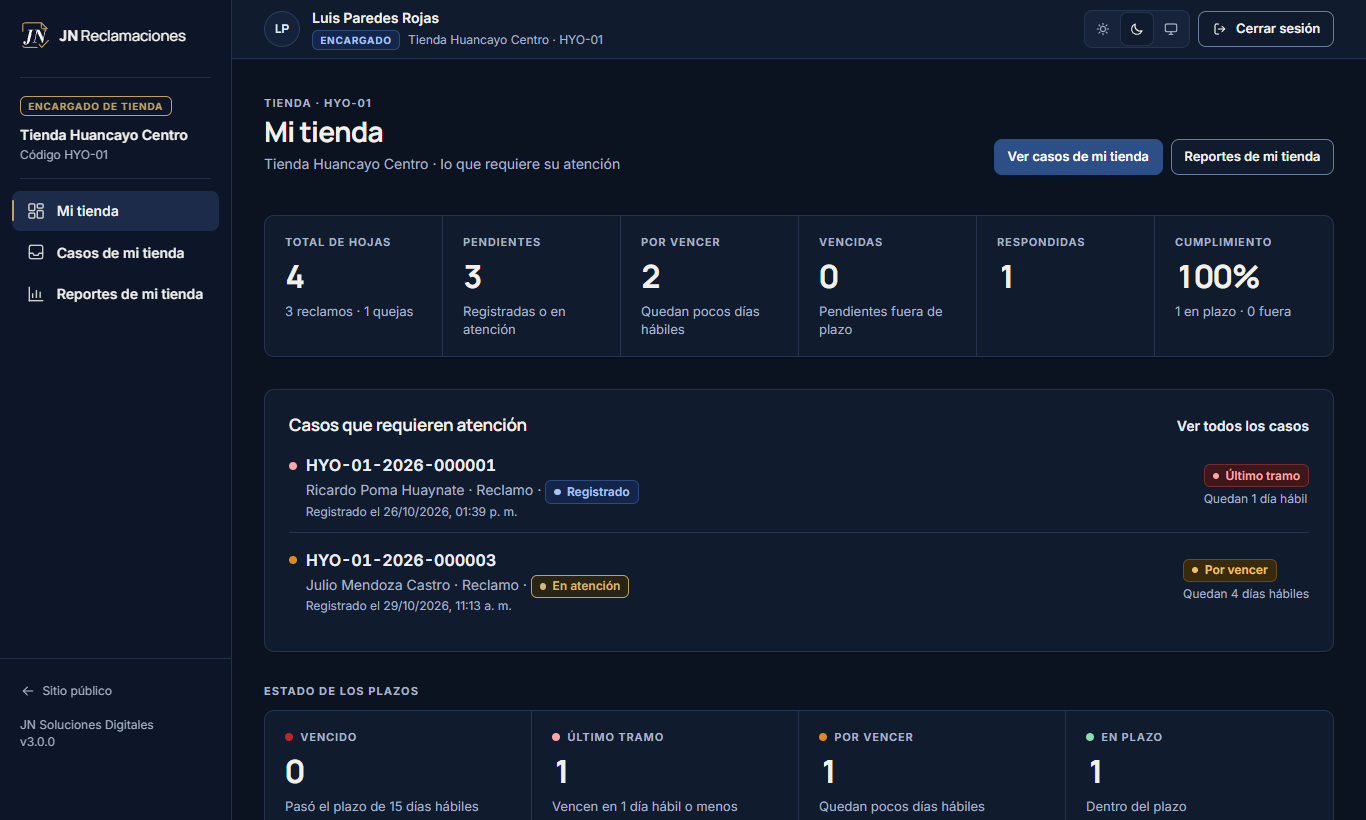 JN Reclamaciones
ENCARGADO DE TIENDA
Tienda Huancayo Centro
Código HYO-01
Mi tienda
Casos de mi tienda
Reportes de mi tienda
← Sitio público
JN Soluciones Digitales
v3.0.0
LP
Luis Paredes Rojas
ENCARGADO Tienda Huancayo Centro · HYO-01
Cerrar sesión
TIENDA · HYO-01
Mi tienda
Tienda Huancayo Centro · lo que requiere su atención
Ver casos de mi tienda
Reportes de mi tienda
TOTAL DE HOJAS
4
3 reclamos · 1 quejas
PENDIENTES
3
Registradas o en
atención
POR VENCER
2
Quedan pocos días
hábiles
VENCIDAS
0
Pendientes fuera de
plazo
RESPONDIDAS
1
CUMPLIMIENTO
100%
1 en plazo · 0 fuera
Casos que requieren atención
Ver todos los casos
HYO-01-2026-000001
Ricardo Poma Huaynate · Reclamo · Registrado
Registrado el 26/10/2026, 01:39 p. m.
Último tramo
Quedan 1 día hábil
HYO-01-2026-000003
Julio Mendoza Castro · Reclamo · En atención
Registrado el 29/10/2026, 11:13 a. m.
Por vencer
Quedan 4 días hábiles
ESTADO DE LOS PLAZOS
VENCIDO
0
Pasó el plazo de 15 días hábiles
ÚLTIMO TRAMO
1
Vencen en 1 día hábil o menos
POR VENCER
1
Quedan pocos días hábiles
EN PLAZO
1
Dentro del plazo